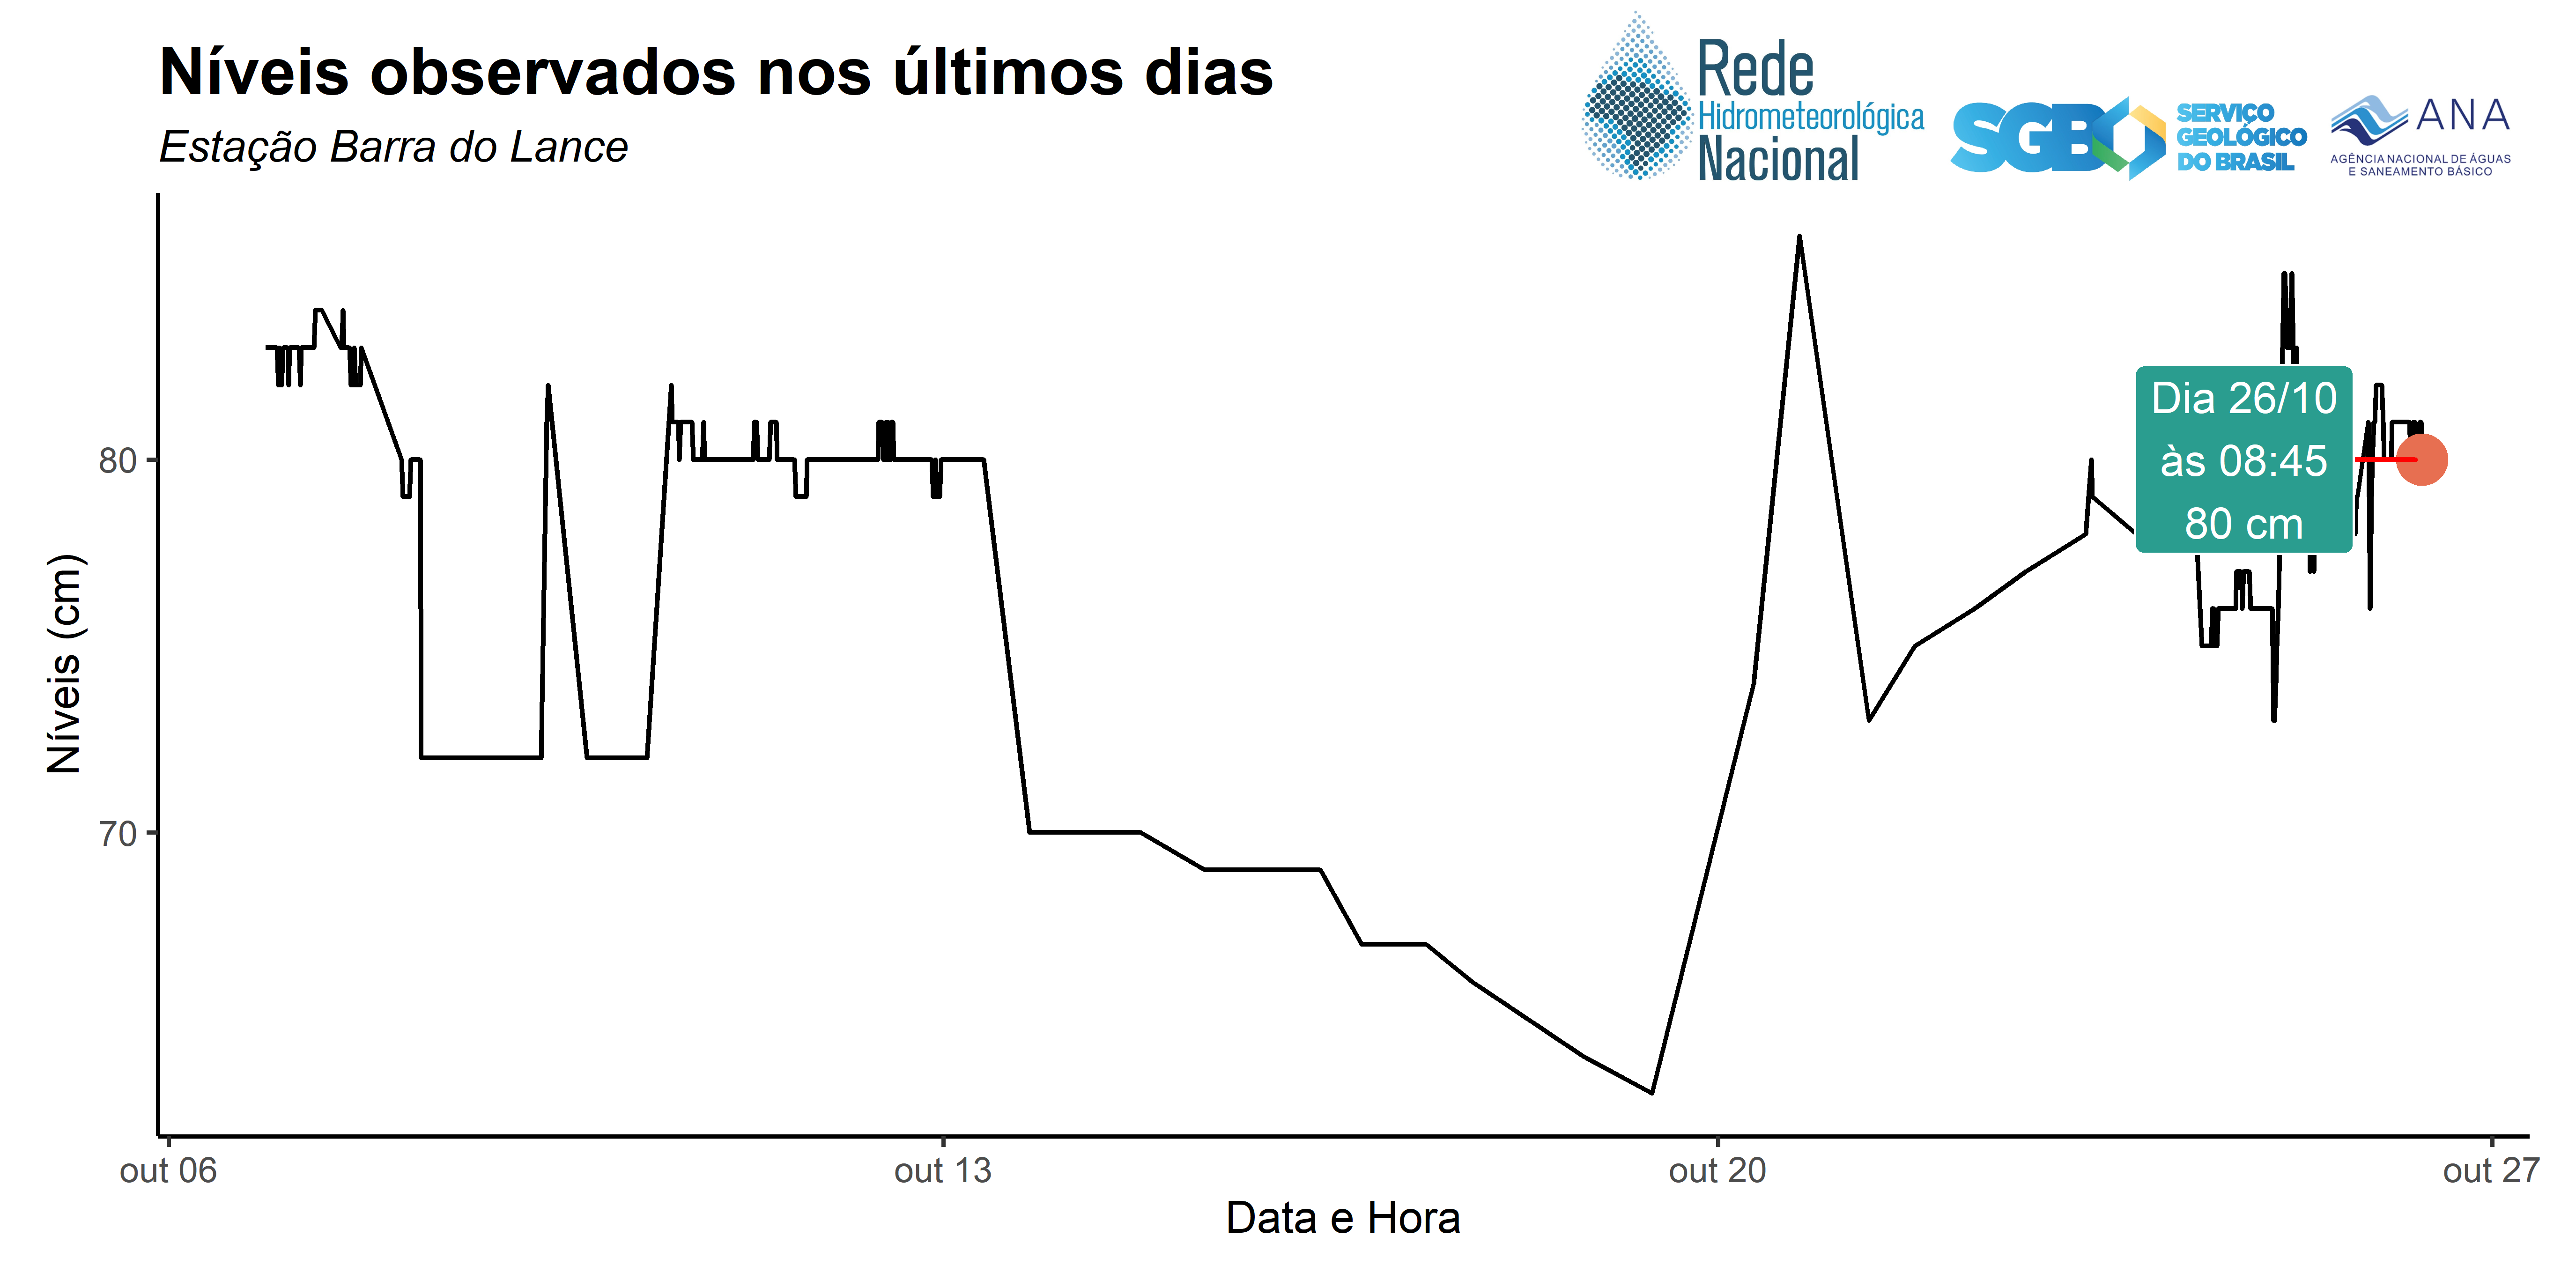 Níveis observados nos últimos dias
Estação Barra do Lance
Rede
Hidrometeorológica
Nacional
SGB
SERVIÇO
GEOLÓGICO
DO BRASIL
ANA
AGÊNCIA NACIONAL DE ÁGUAS
E SANEAMENTO BÁSICO
Níveis (cm)
80
70
Dia 26/10
às 08:45
80 cm
out 06
out 13
out 20
out 27
Data e Hora